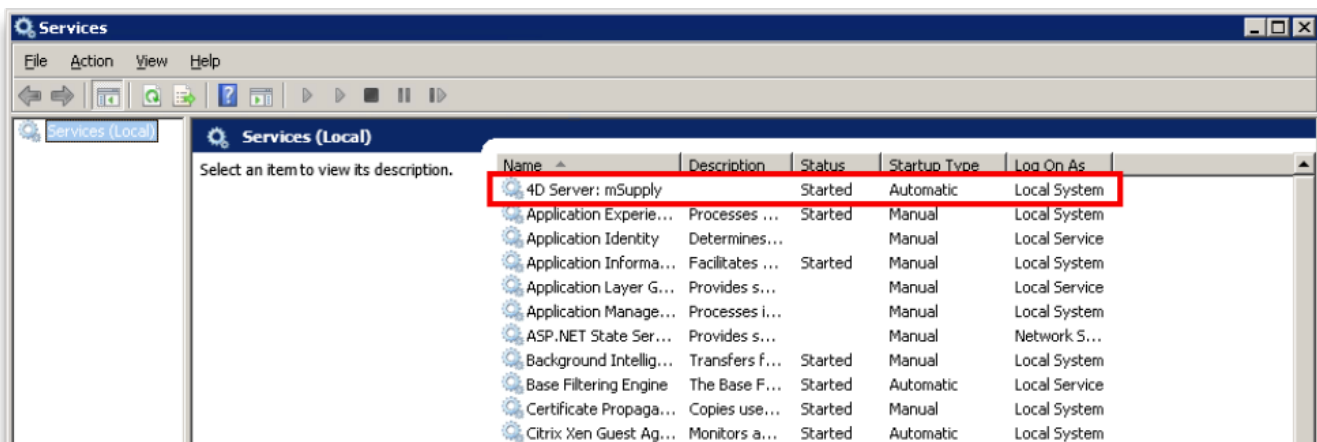 Services
File Action View Help
Services (Local)
Services (Local)
Select an item to view its description.
Name Description Status Startup Type Log On As
4D Server: mSupply Started Automatic Local System
Application Experie... Processes ... Started Manual Local System
Application Identity Determines... Manual Local Service
Application Informa... Facilitates ... Started Manual Local System
Application Layer G... Provides s... Manual Local Service
Application Manage... Processes i... Manual Local System
ASP.NET State Ser... Provides s... Manual Network S...
Background Intellig... Transfers f... Started Manual Local System
Base Filtering Engine The Base F... Started Automatic Local Service
Certificate Propaga... Copies use... Started Manual Local System
Citrix Xen Guest Ag... Monitors a... Started Automatic Local System